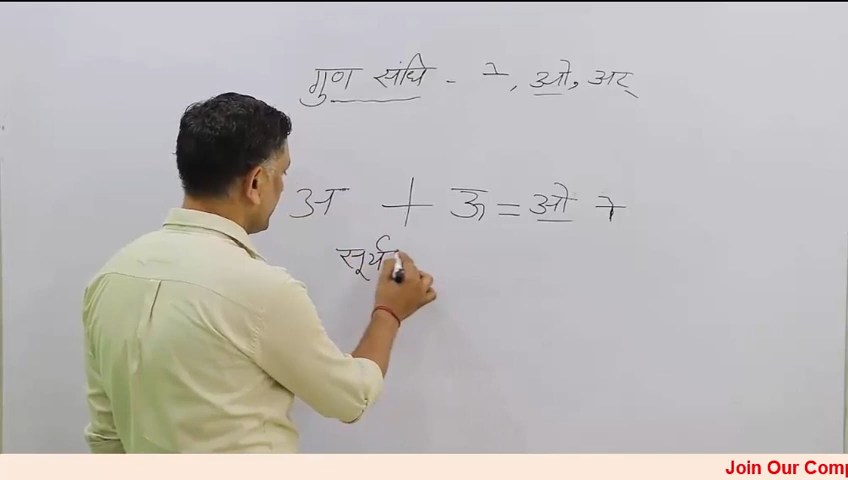 गुण संधि - ए, ओ, अर्
अ + ऊ = ओ
सूर्य
Join Our Comp